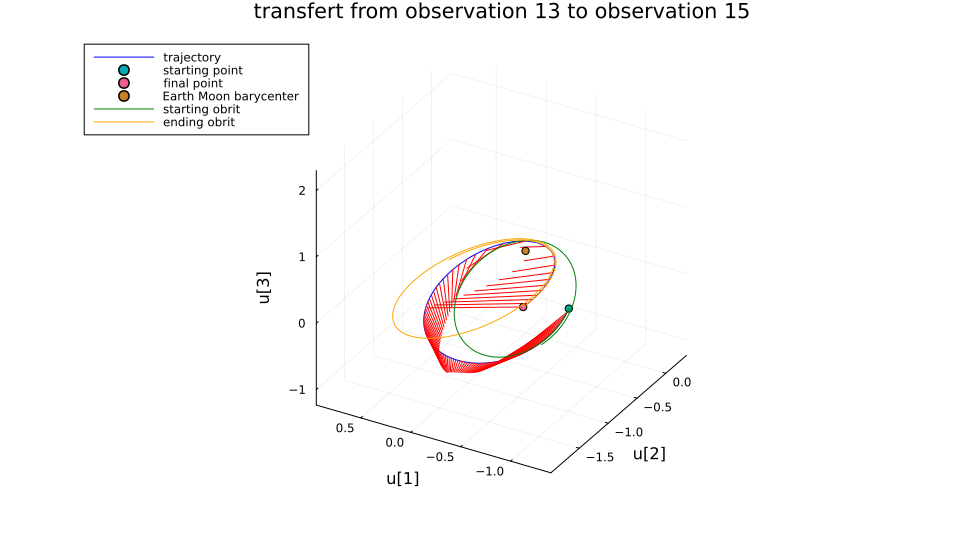 transfert from observation 13 to observation 15
trajectory
starting point
final point
Earth Moon barycenter
starting obrit
ending obrit
2
1
0
−1
u[3]
0.5
0.0
−0.5
−1.0
u[1]
0.0
−0.5
−1.0
−1.5
u[2]